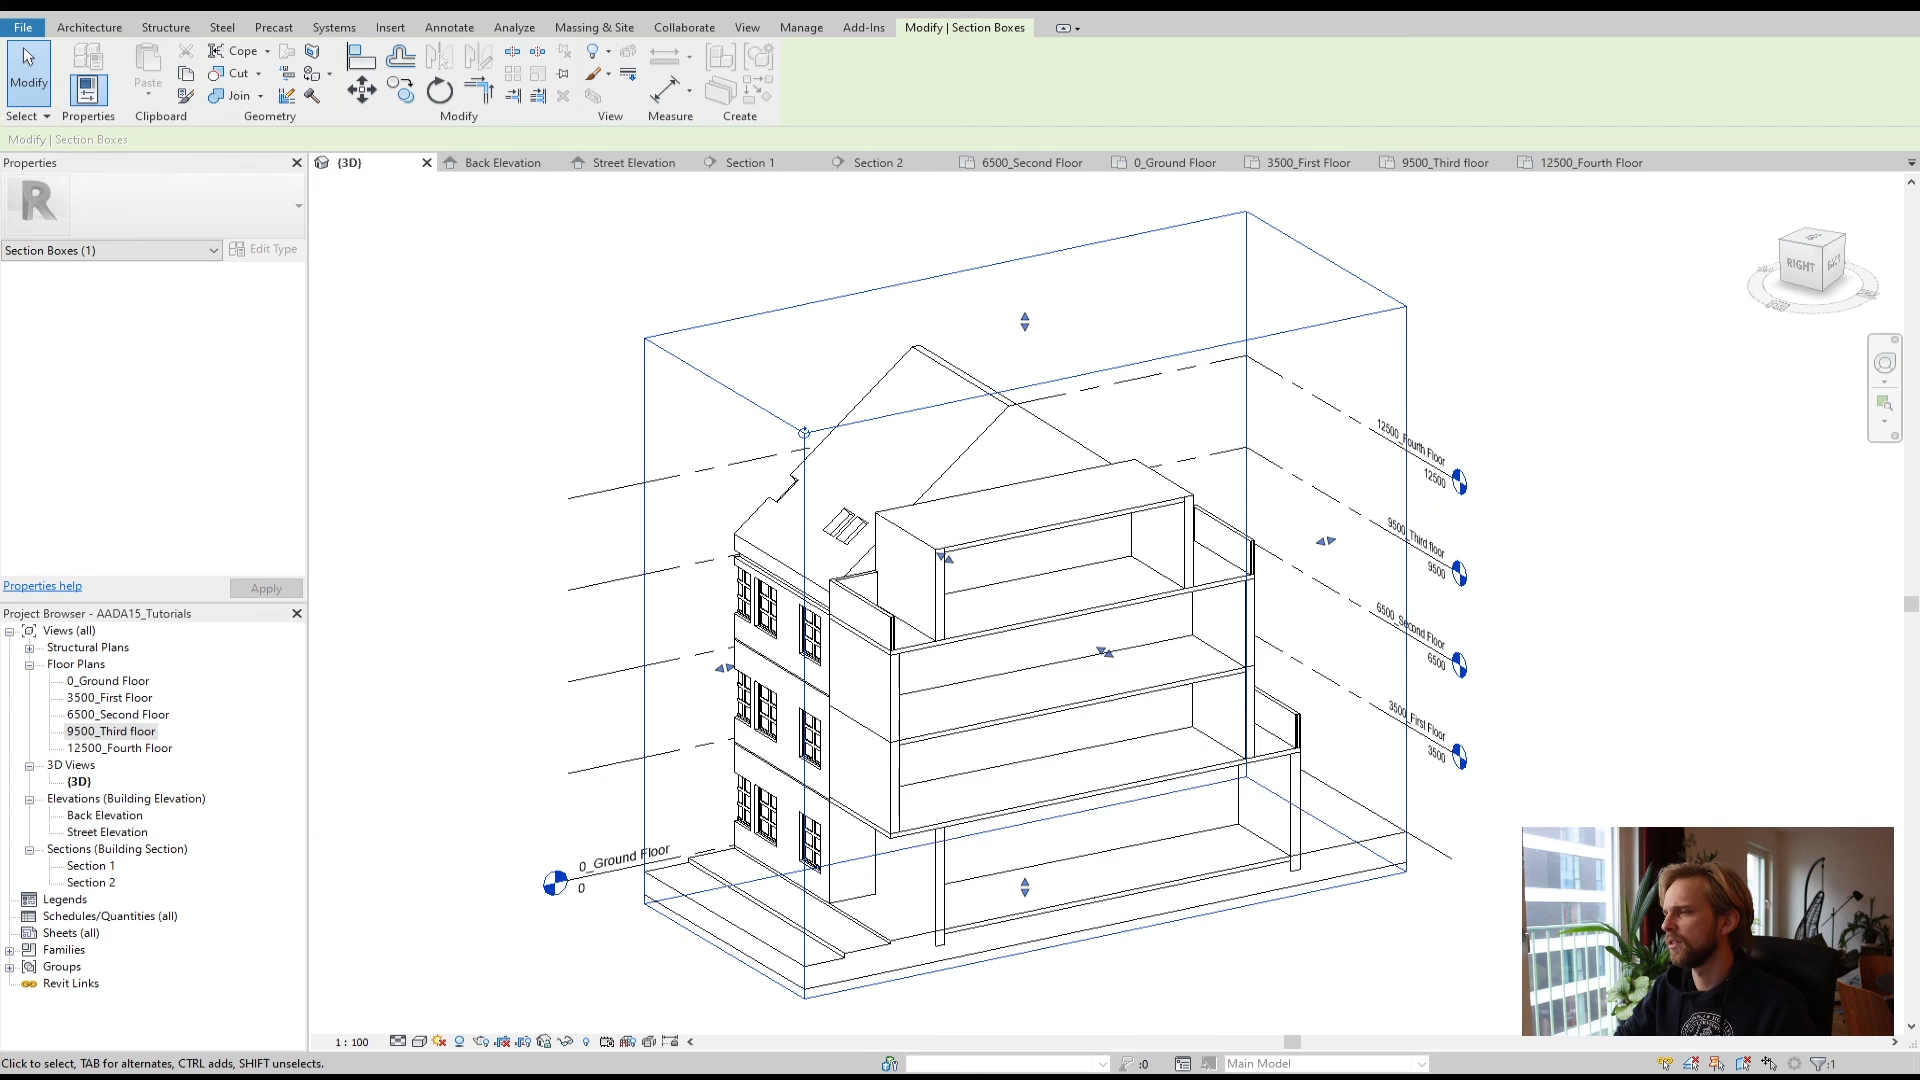 File Architecture Structure Steel Precast Systems Insert Annotate Analyze Massing & Site Collaborate View Manage Add-Ins Modify | Section Boxes
Modify Paste Cope Cut Join
Select Properties Clipboard Geometry Modify View Measure Create
Modify | Section Boxes
Properties
{3D} Back Elevation Street Elevation Section 1 Section 2 6500_Second Floor 0_Ground Floor 3500_First Floor 9500_Third floor 12500_Fourth Floor
R
Section Boxes (1) Edit Type
RIGHT BACK
12500_Fourth Floor
12500
9500_Third floor
9500
6500_Second Floor
6500
3500_First Floor
3500
0_Ground Floor
0
Properties help Apply
Project Browser - AADA15_Tutorials
Views (all)
Structural Plans
Floor Plans
0_Ground Floor
3500_First Floor
6500_Second Floor
9500_Third floor
12500_Fourth Floor
3D Views
{3D}
Elevations (Building Elevation)
Back Elevation
Street Elevation
Sections (Building Section)
Section 1
Section 2
Legends
Schedules/Quantities (all)
Sheets (all)
Families
Groups
Revit Links
1 : 100
Click to select, TAB for alternates, CTRL adds, SHIFT unselects. :0 Main Model :1